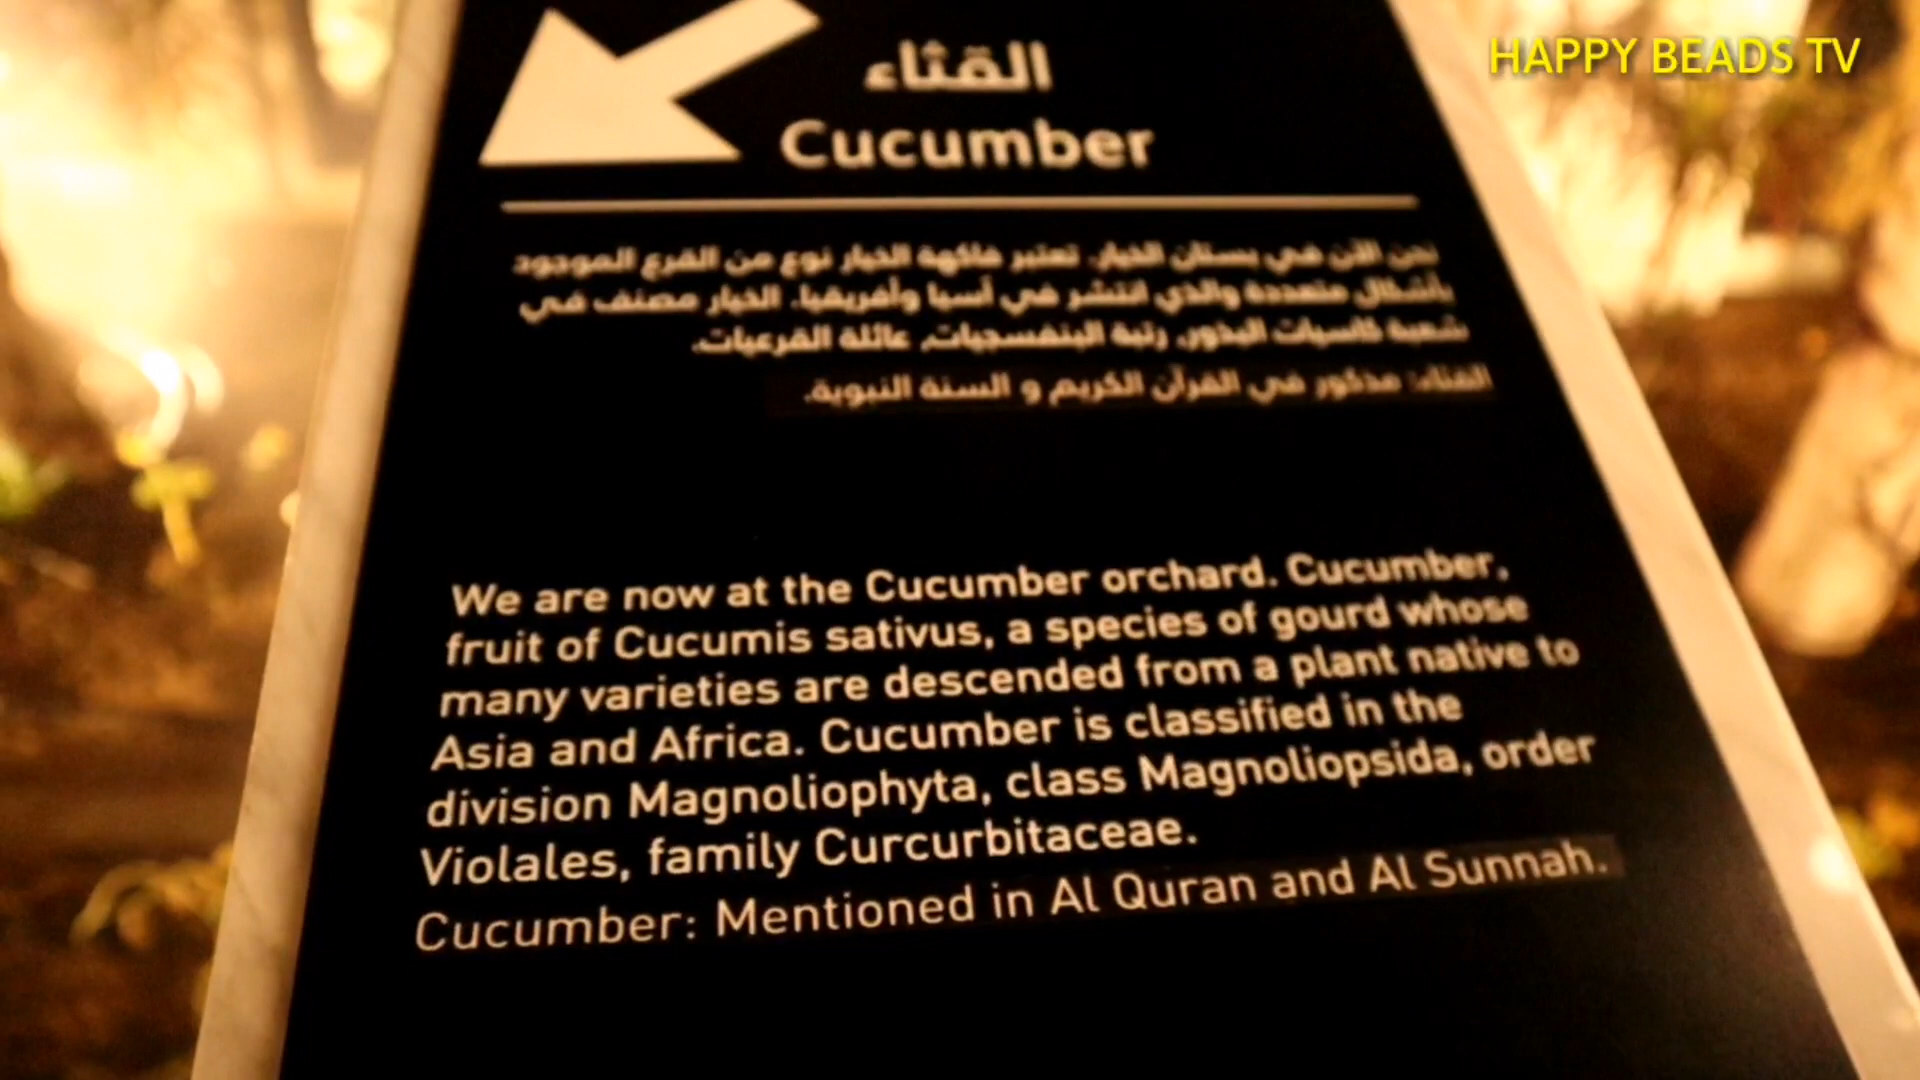 HAPPY BEADS TV
القثاء
Cucumber
نحن الآن في بستان الخيار. تعتبر فاكهة الخيار نوع من القرع الموجود
بأشكال متعددة والذي انتشر في آسيا وأفريقيا. الخيار مصنف في
شعبة كاسيات البذور، رتبة البنفسجيات، عائلة القرعيات.
القثاء: مذكور في القرآن الكريم و السنة النبوية.
We are now at the Cucumber orchard. Cucumber,
fruit of Cucumis sativus, a species of gourd whose
many varieties are descended from a plant native to
Asia and Africa. Cucumber is classified in the
division Magnoliophyta, class Magnoliopsida, order
Violales, family Curcurbitaceae.
Cucumber: Mentioned in Al Quran and Al Sunnah.